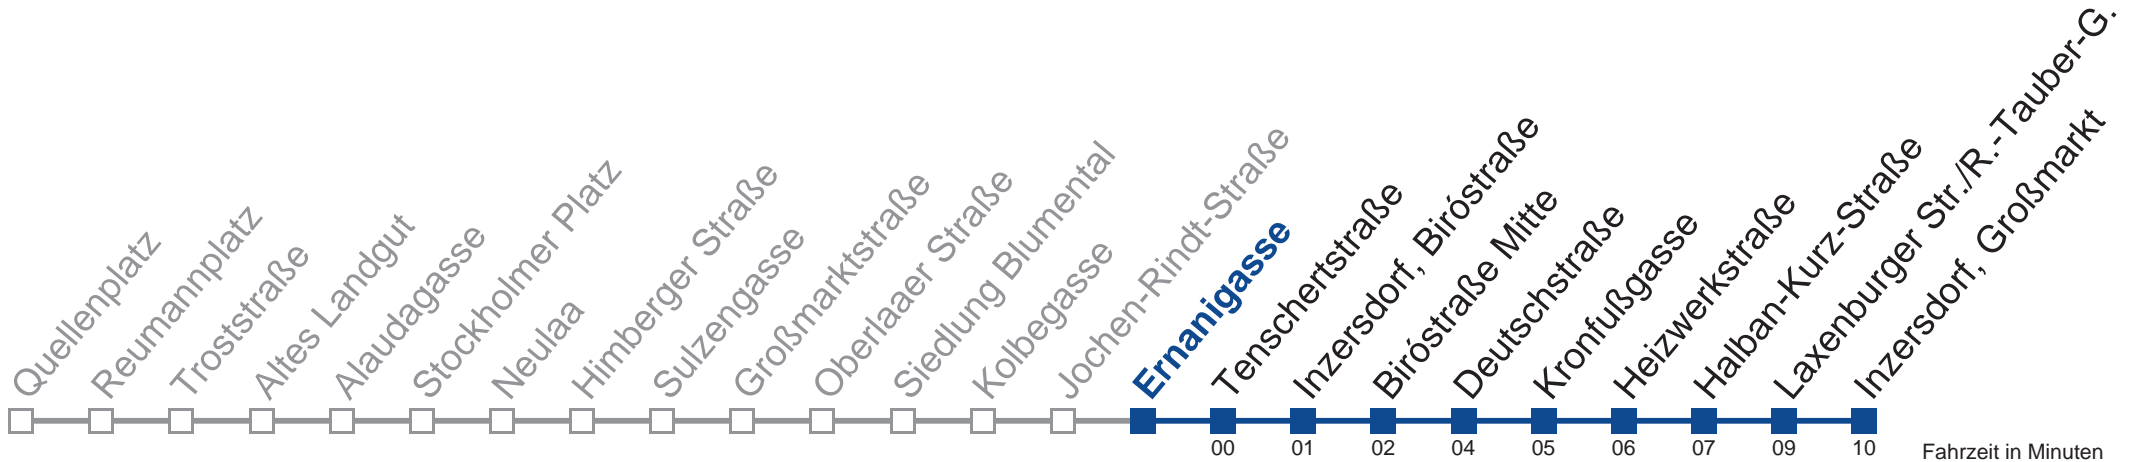 Quellenplatz
Reumannplatz
Troststraße
Altes Landgut
Alaudagasse
Stockholmer Platz
Neulaa
Himberger Straße
Sulzengasse
Großmarktstraße
Oberlaaer Straße
Siedlung Blumental
Kolbegasse
Jochen-Rindt-Straße
Ernanigasse
Tenschertstraße
Inzersdorf, Biróstraße
Biróstraße Mitte
Deutschstraße
Kronfußgasse
Heizwerkstraße
Halban-Kurz-Straße
Laxenburger Str./R.-Tauber-G.
Inzersdorf, Großmarkt
00 01 02 04 05 06 07 09 10
Fahrzeit in Minuten